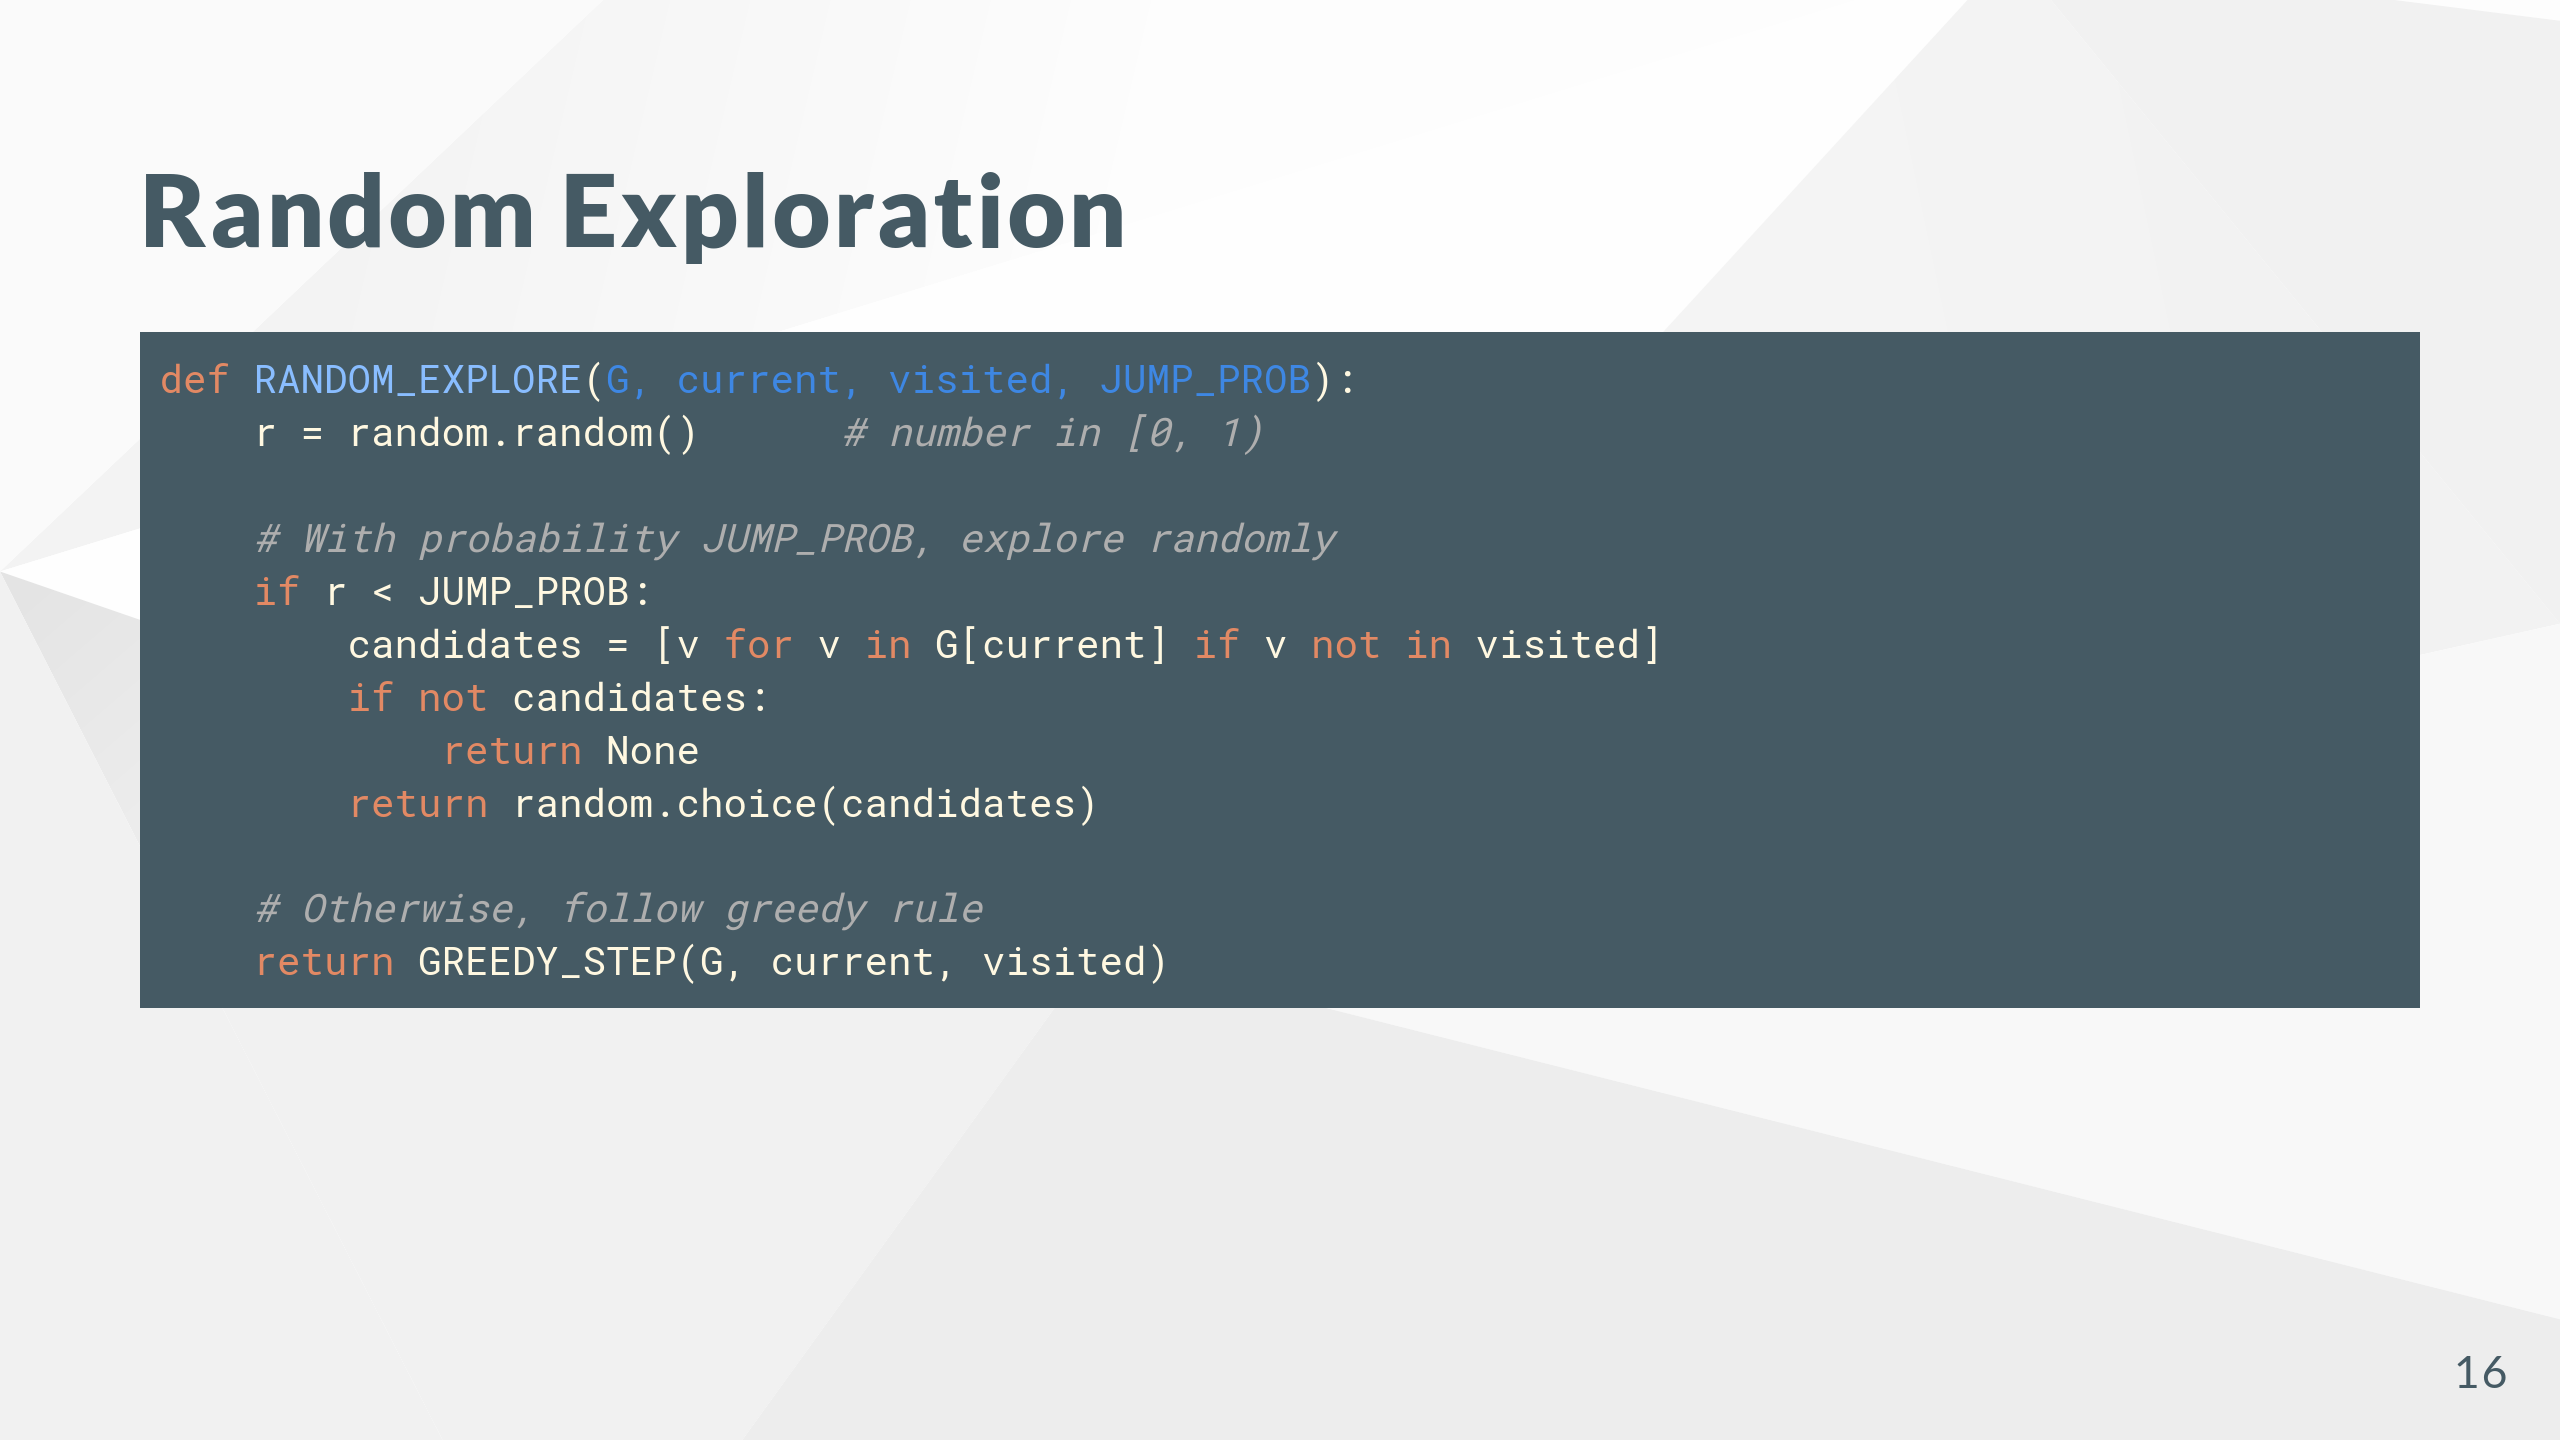 Random Exploration
def RANDOM_EXPLORE(G, current, visited, JUMP_PROB):
    r = random.random()      # number in [0, 1)
    # With probability JUMP_PROB, explore randomly
    if r < JUMP_PROB:
        candidates = [v for v in G[current] if v not in visited]
        if not candidates:
            return None
        return random.choice(candidates)
    # Otherwise, follow greedy rule
    return GREEDY_STEP(G, current, visited)
16